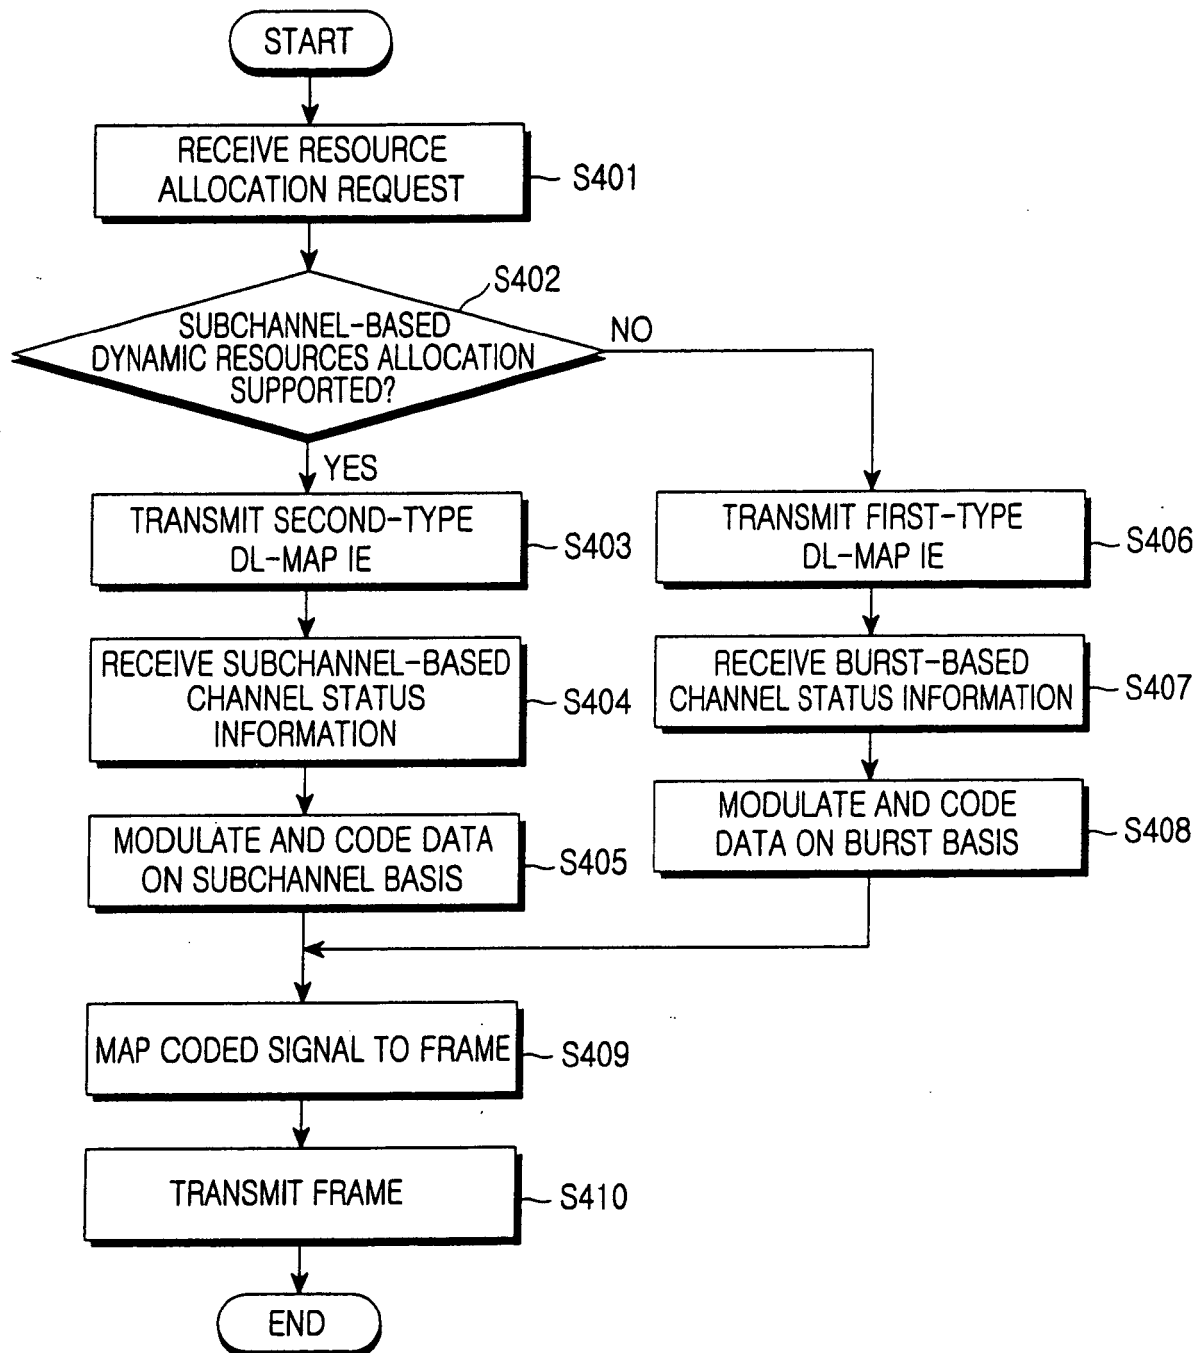 START
RECEIVE RESOURCE
ALLOCATION REQUEST
S401
S402
SUBCHANNEL-BASED
DYNAMIC RESOURCES ALLOCATION
SUPPORTED?
NO
YES
TRANSMIT SECOND-TYPE
DL-MAP IE
S403
TRANSMIT FIRST-TYPE
DL-MAP IE
S406
RECEIVE SUBCHANNEL-BASED
CHANNEL STATUS
INFORMATION
S404
RECEIVE BURST-BASED
CHANNEL STATUS INFORMATION
S407
MODULATE AND CODE DATA
ON SUBCHANNEL BASIS
S405
MODULATE AND CODE
DATA ON BURST BASIS
S408
MAP CODED SIGNAL TO FRAME
S409
TRANSMIT FRAME
S410
END